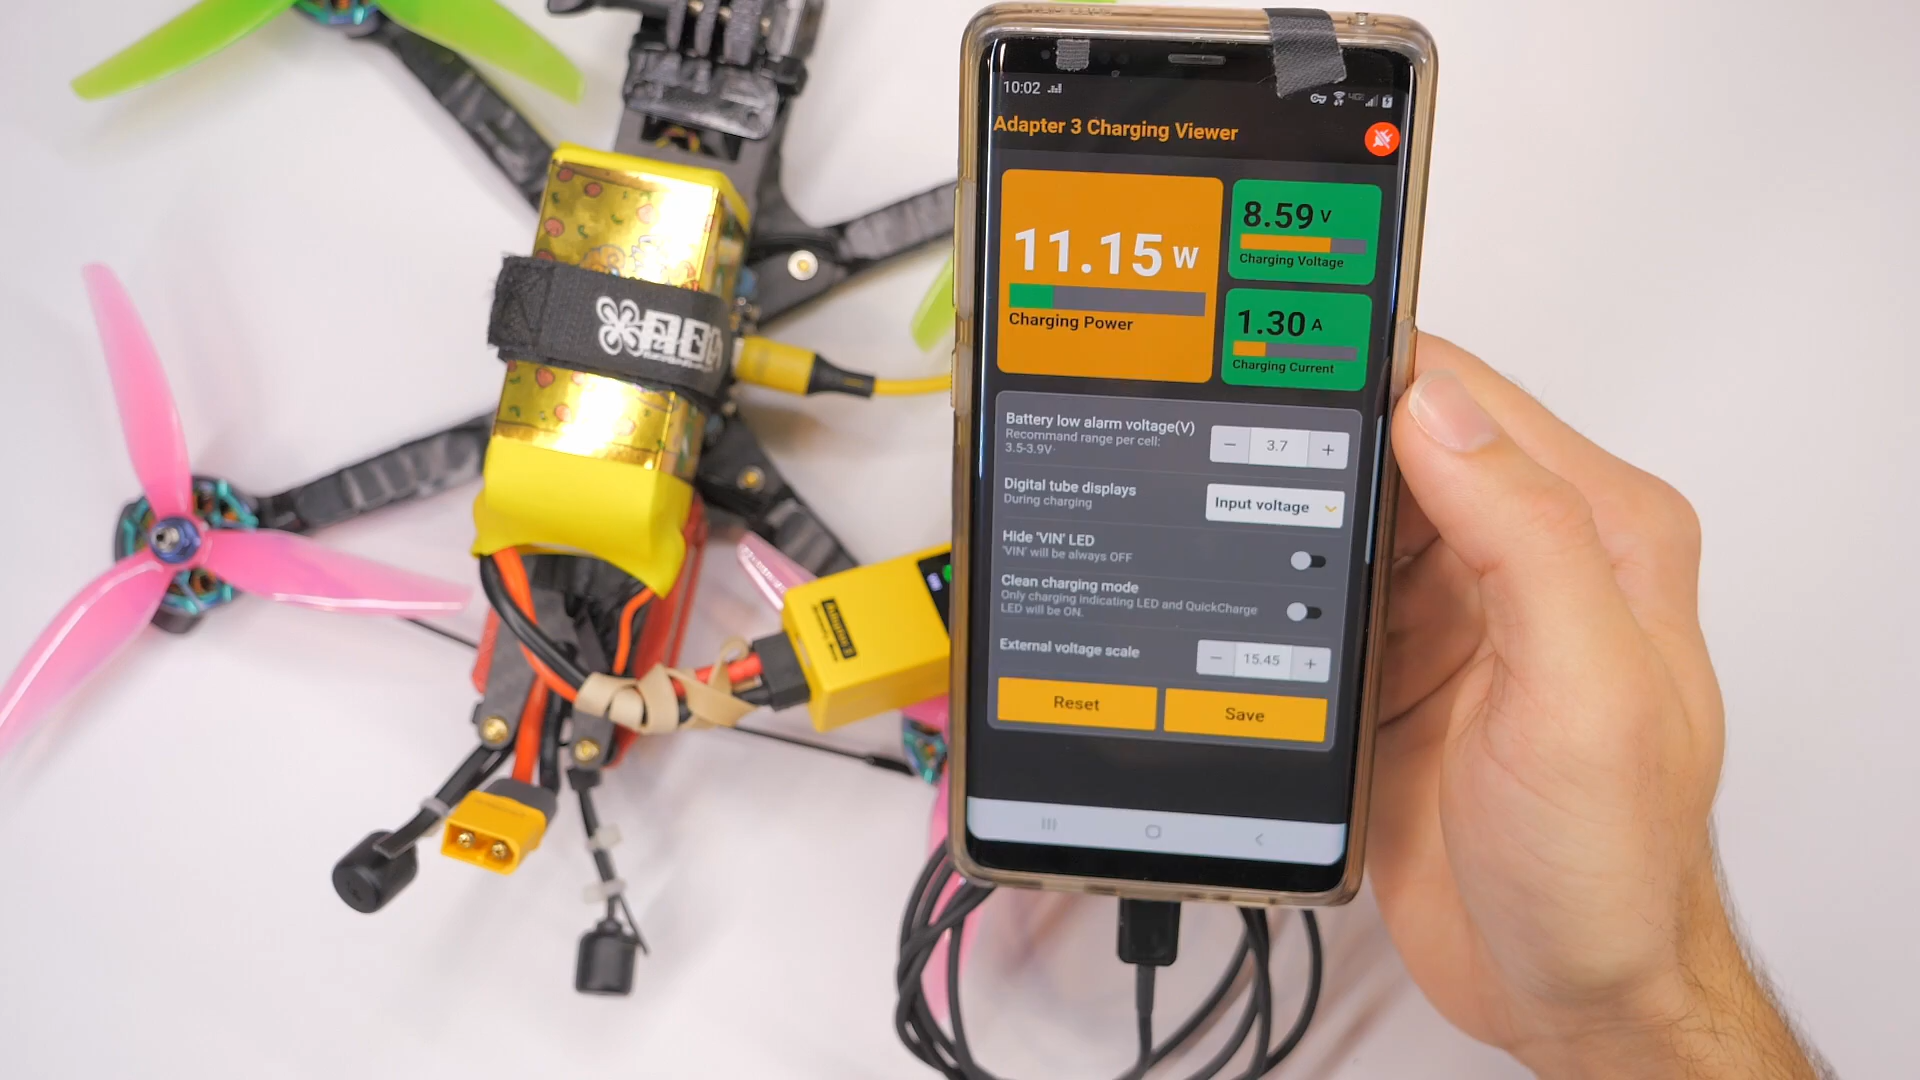 10:02
Adapter 3 Charging Viewer
11.15 W
Charging Power
8.59 V
Charging Voltage
1.30 A
Charging Current
Battery low alarm voltage(V)
Recommand range per cell:
3.5-3.9V
− 3.7 +
Digital tube displays
During charging
Input voltage
Hide 'VIN' LED
'VIN' will be always OFF
Clean charging mode
Only charging indicating LED and QuickCharge
LED will be ON.
External voltage scale
− 15.45 +
Reset
Save